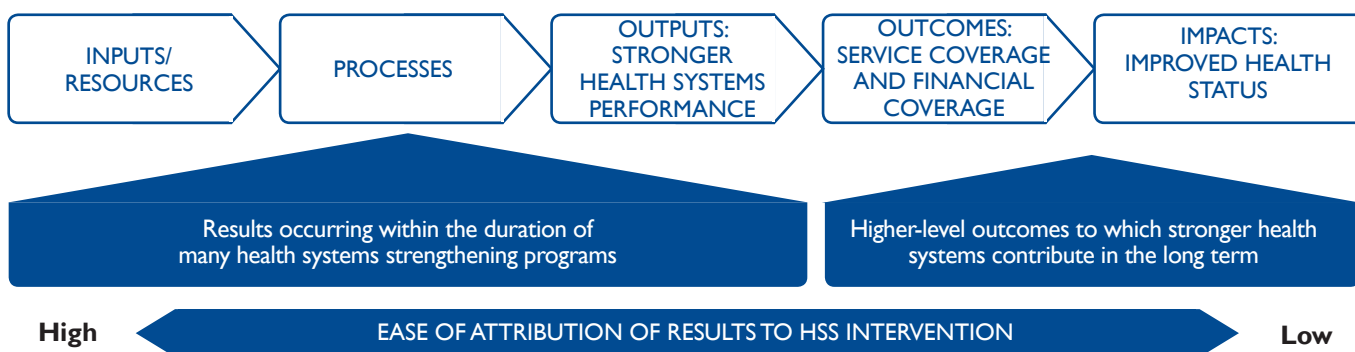 INPUTS/
RESOURCES
PROCESSES
OUTPUTS:
STRONGER
HEALTH SYSTEMS
PERFORMANCE
OUTCOMES:
SERVICE COVERAGE
AND FINANCIAL
COVERAGE
IMPACTS:
IMPROVED HEALTH
STATUS
Results occurring within the duration of
many health systems strengthening programs
Higher-level outcomes to which stronger health
systems contribute in the long term
High
EASE OF ATTRIBUTION OF RESULTS TO HSS INTERVENTION
Low